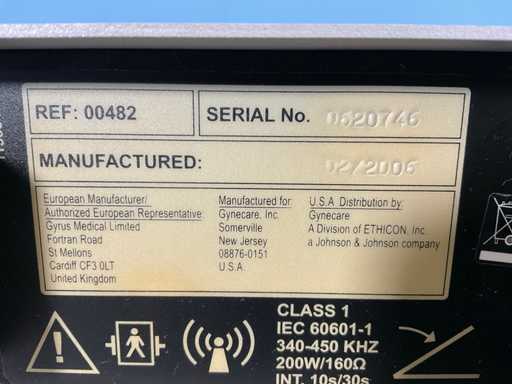 REF: 00482
SERIAL No. 0620746
MANUFACTURED: 02/2006
European Manufacturer/
Authorized European Representative:
Gyrus Medical Limited
Fortran Road
St Mellons
Cardiff CF3 0LT
United Kingdom
Manufactured for:
Gynecare, Inc.
Somerville
New Jersey
08876-0151
U.S.A.
U.S.A. Distribution by:
Gynecare
A Division of ETHICON, Inc.
a Johnson & Johnson company
CLASS 1
IEC 60601-1
340-450 KHZ
200W/160Ω
INT. 10s/30s